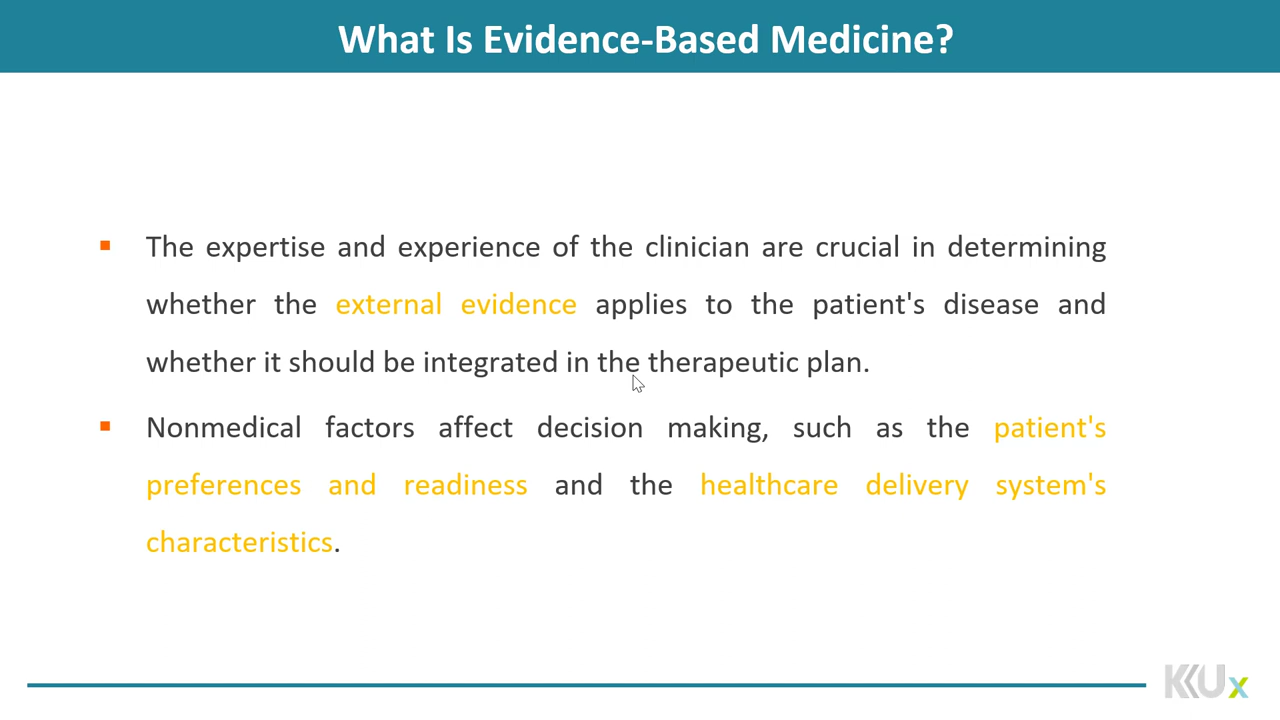 What Is Evidence-Based Medicine?
The expertise and experience of the clinician are crucial in determining
whether the external evidence applies to the patient's disease and
whether it should be integrated in the therapeutic plan.
Nonmedical factors affect decision making, such as the patient's
preferences and readiness and the healthcare delivery system's
characteristics.
KKUx